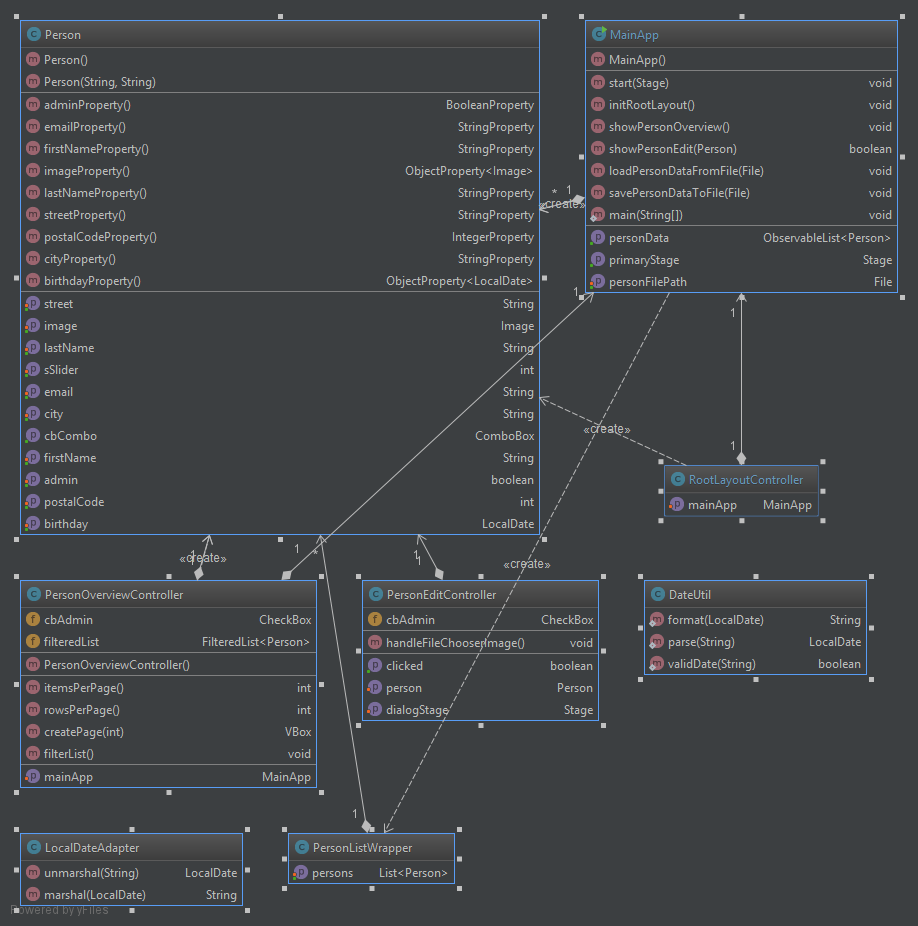 Person
Person()
Person(String, String)
adminProperty() BooleanProperty
emailProperty() StringProperty
firstNameProperty() StringProperty
imageProperty() ObjectProperty<Image>
lastNameProperty() StringProperty
streetProperty() StringProperty
postalCodeProperty() IntegerProperty
cityProperty() StringProperty
birthdayProperty() ObjectProperty<LocalDate>
street String
image Image
lastName String
sSlider int
email String
city String
cbCombo ComboBox
firstName String
admin boolean
postalCode int
birthday LocalDate
MainApp
MainApp()
start(Stage) void
initRootLayout() void
showPersonOverview() void
showPersonEdit(Person) boolean
loadPersonDataFromFile(File) void
savePersonDataToFile(File) void
main(String[]) void
personData ObservableList<Person>
primaryStage Stage
personFilePath File
* 1
«create»
1
1
«create»
1
RootLayoutController
mainApp MainApp
1
«create»
1
*
1
1
«create»
PersonOverviewController
cbAdmin CheckBox
filteredList FilteredList<Person>
PersonOverviewController()
itemsPerPage() int
rowsPerPage() int
createPage(int) VBox
filterList() void
mainApp MainApp
PersonEditController
cbAdmin CheckBox
handleFileChooserImage() void
clicked boolean
person Person
dialogStage Stage
DateUtil
format(LocalDate) String
parse(String) LocalDate
validDate(String) boolean
1
LocalDateAdapter
unmarshal(String) LocalDate
marshal(LocalDate) String
PersonListWrapper
persons List<Person>
Powered by yFiles